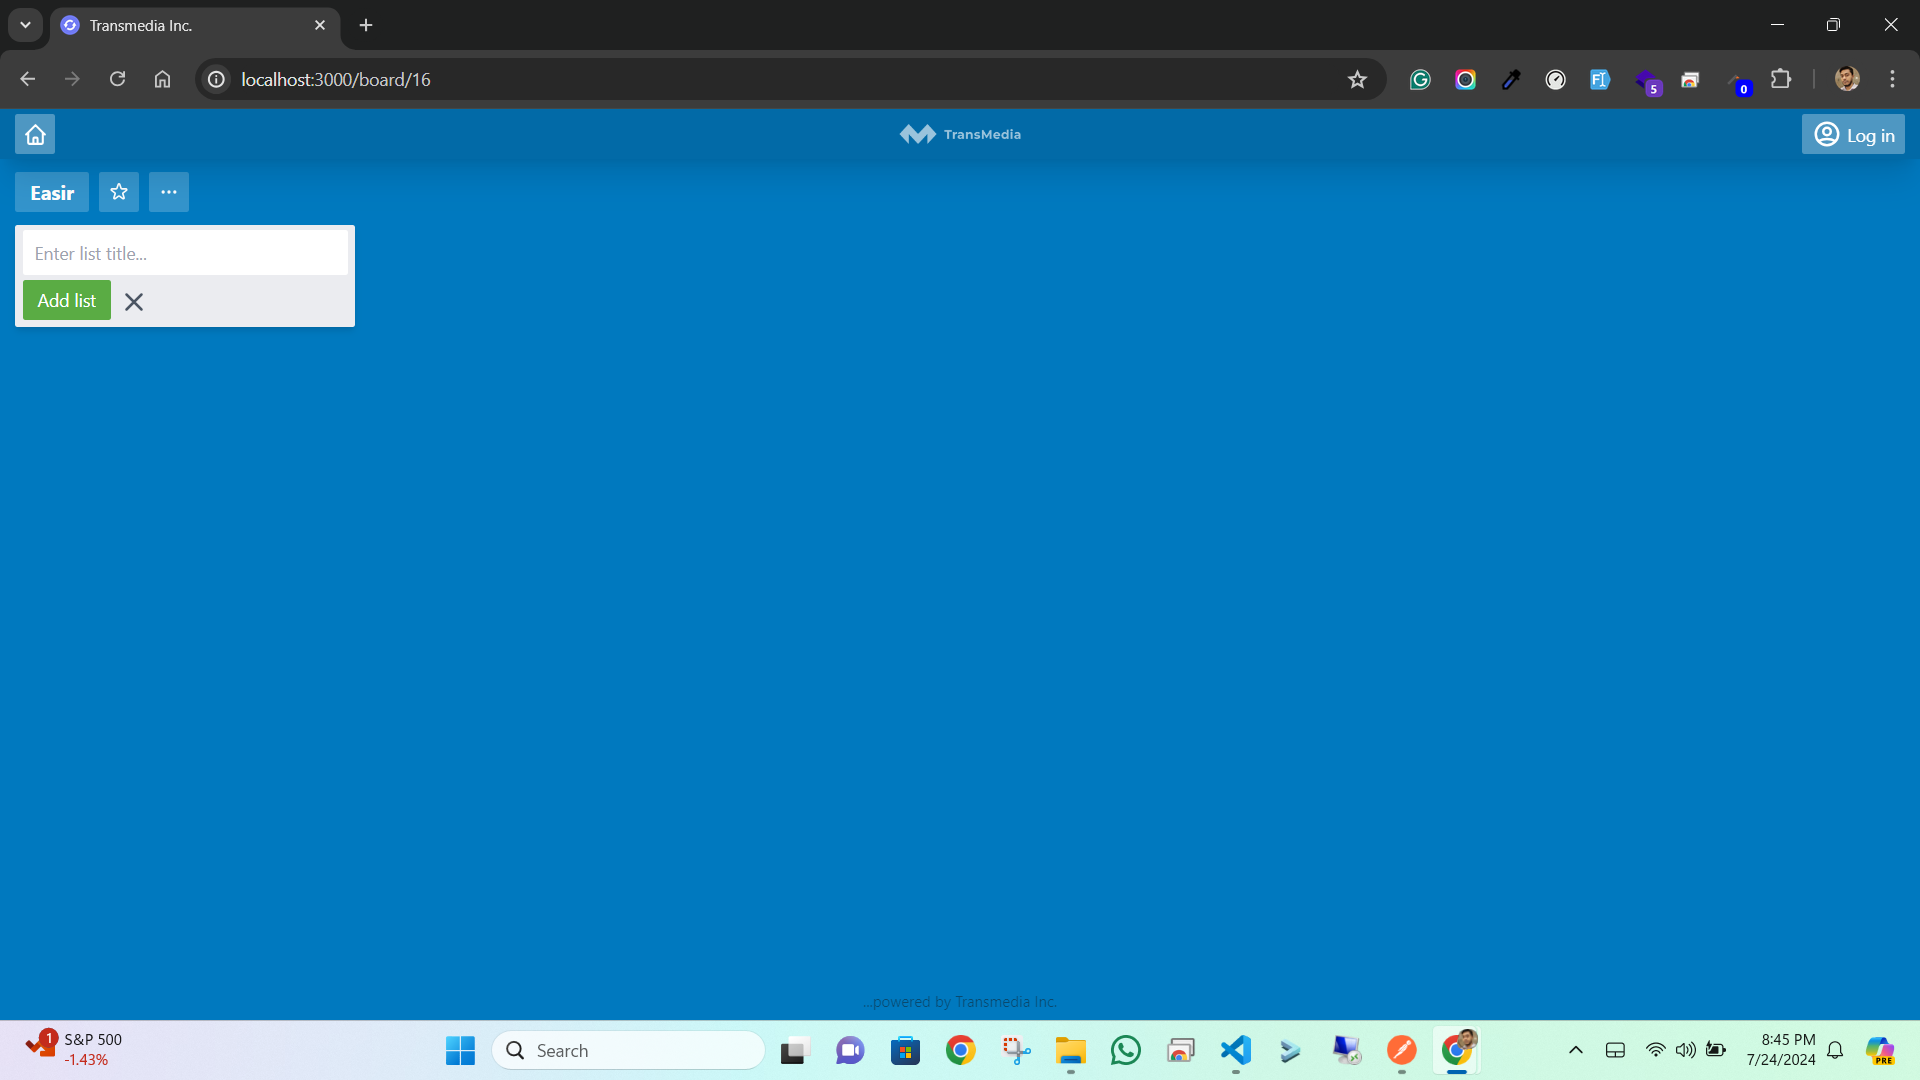 Transmedia Inc.
localhost:3000/board/16
5
0
TransMedia
Log in
Easir
Enter list title...
Add list
...powered by Transmedia Inc.
1
S&P 500
-1.43%
Search
8:45 PM
7/24/2024
PRE